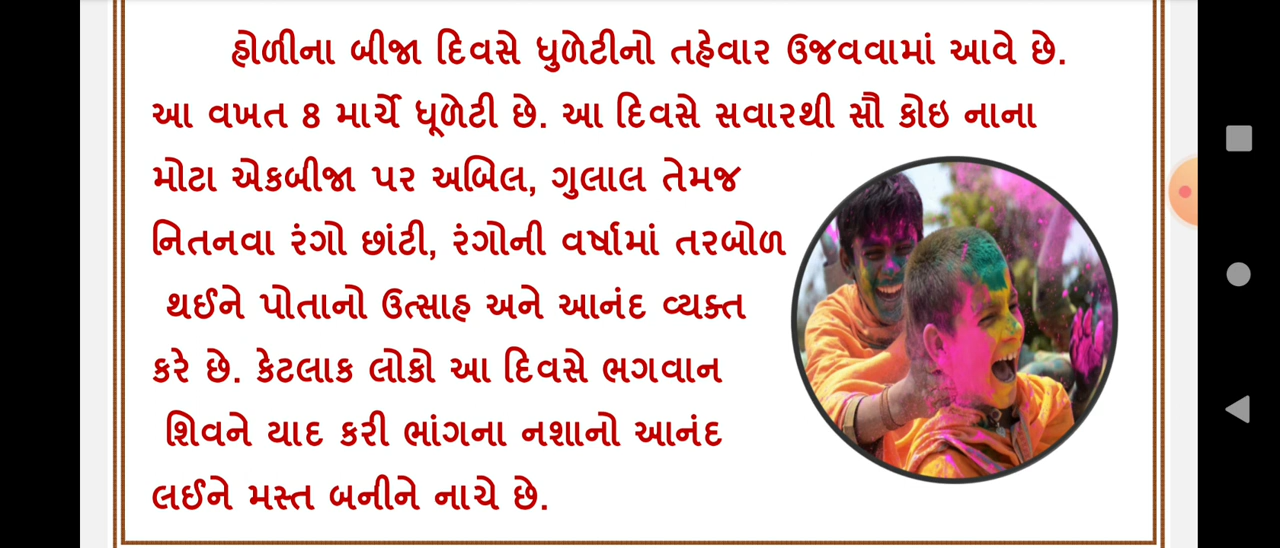 હોળીના બીજા દિવસે ધુળેટીનો તહેવાર ઉજવવામાં આવે છે.
આ વખત 8 માર્ચે ધૂળેટી છે. આ દિવસે સવારથી સૌ કોઇ નાના
મોટા એકબીજા પર અબિલ, ગુલાલ તેમજ
નિતનવા રંગો છાંટી, રંગોની વર્ષામાં તરબોળ
થઈને પોતાનો ઉત્સાહ અને આનંદ વ્યક્ત
કરે છે. કેટલાક લોકો આ દિવસે ભગવાન
શિવને યાદ કરી ભાંગના નશાનો આનંદ
લઈને મસ્ત બનીને નાચે છે.